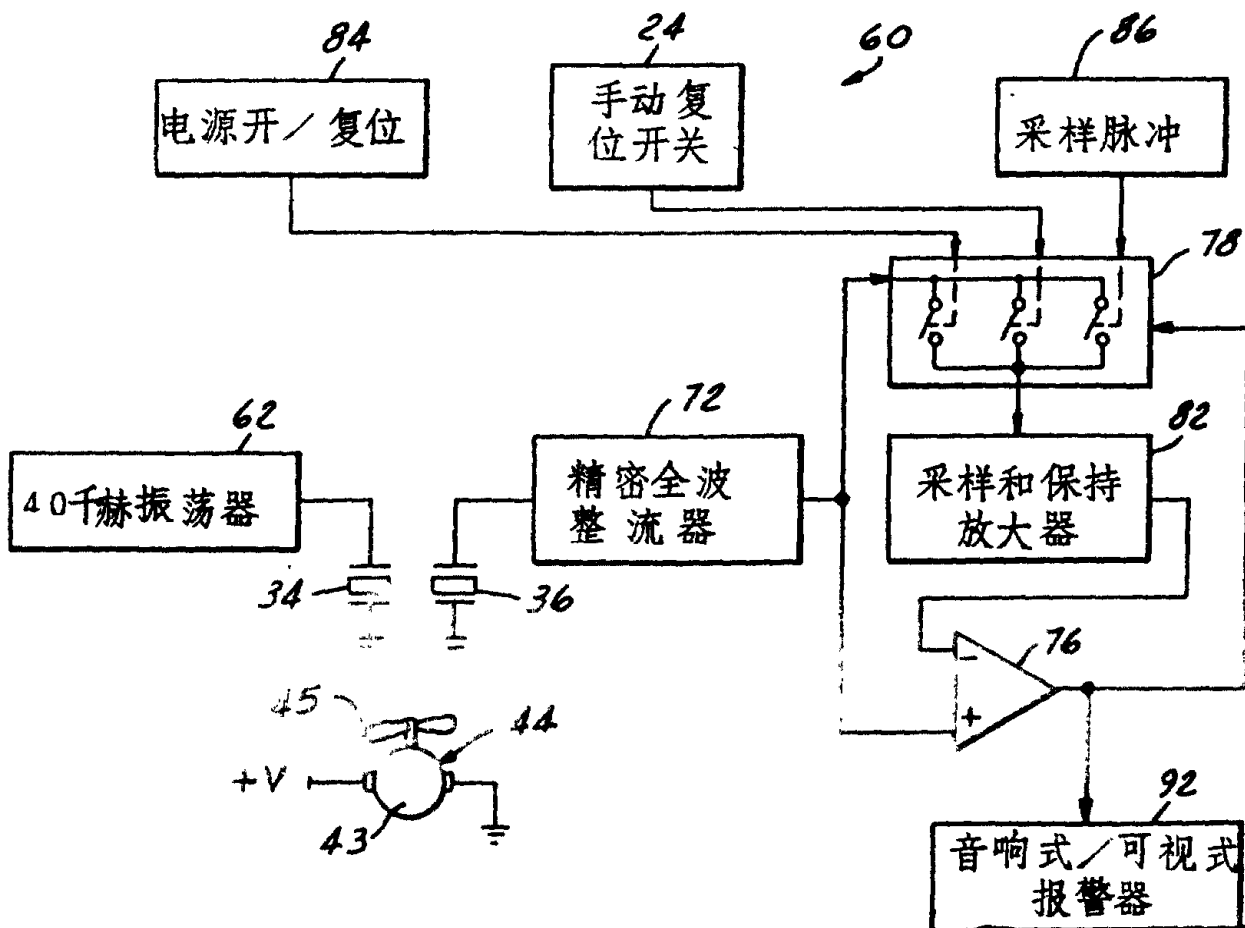 84
24
60
86
电源开/复位
手动复
位开关
采样脉冲
78
62
72
82
40千赫振荡器
精密全波
整流器
采样和保持
放大器
34
36
76
−
+
45
44
+V
43
92
音响式/可视式
报警器